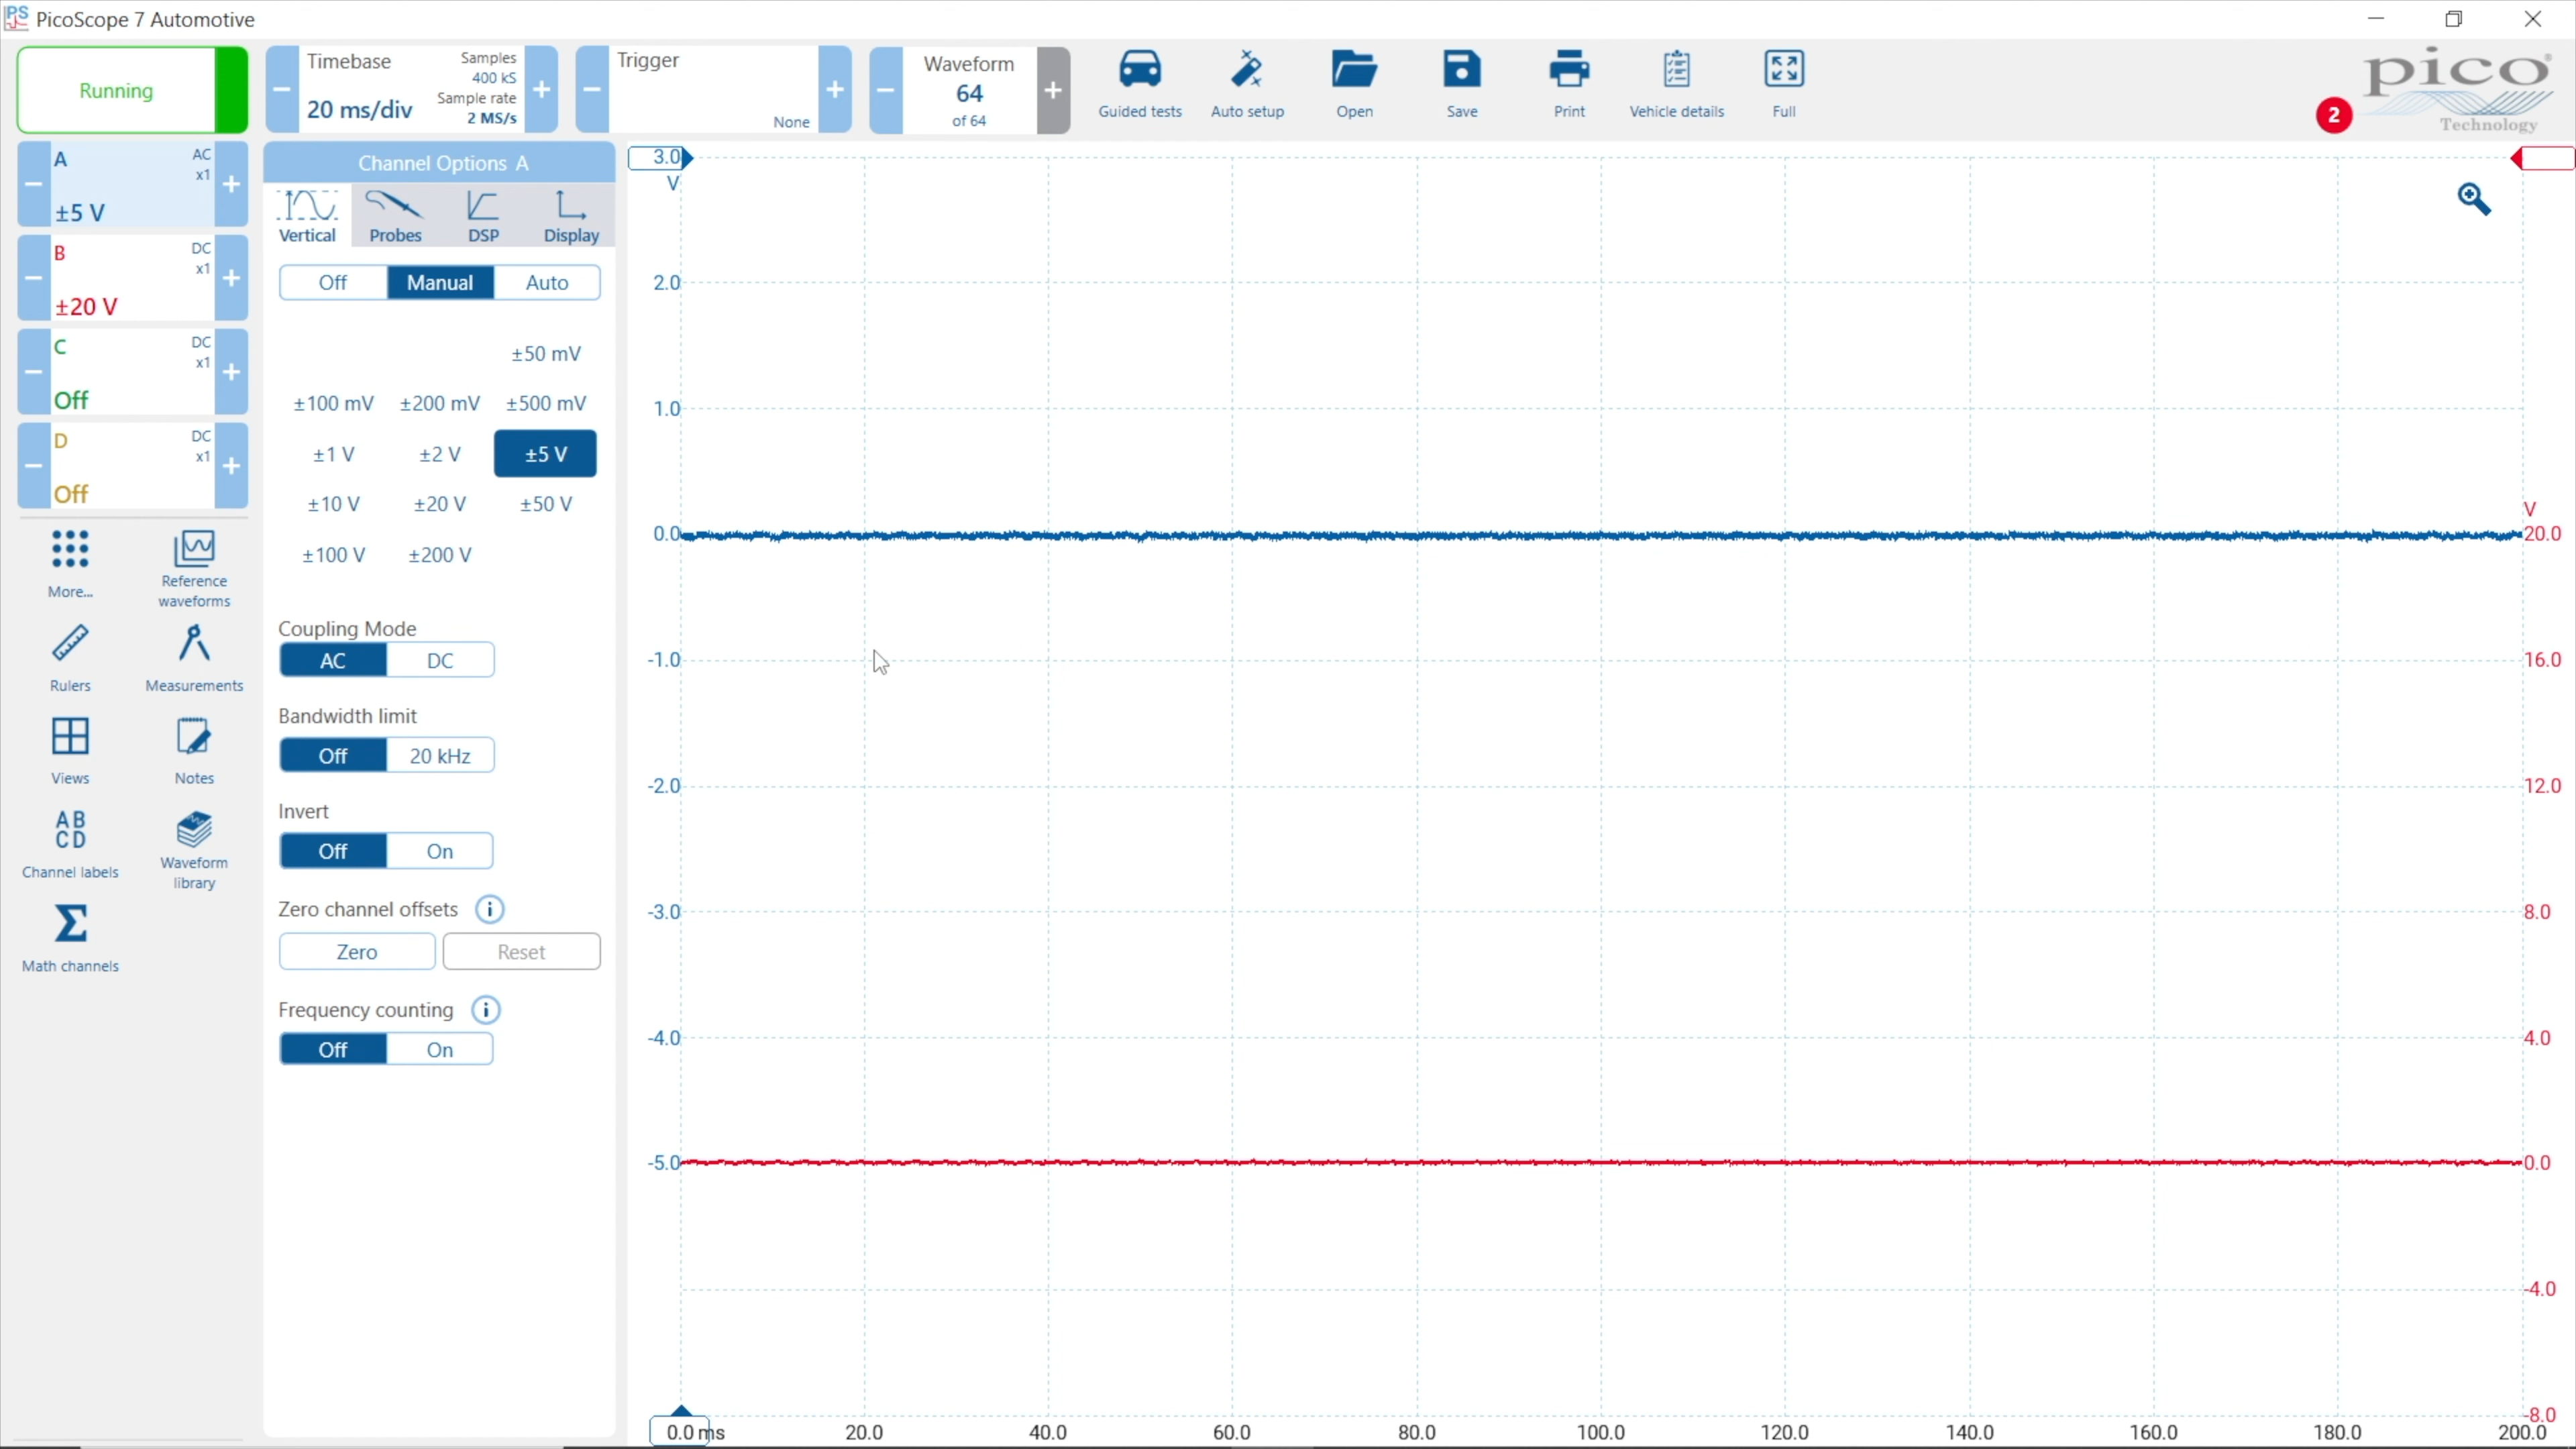 PicoScope 7 Automotive
Running
Timebase
20 ms/div
Samples
400 kS
Sample rate
2 MS/s
Trigger
None
Waveform
64
of 64
Guided tests
Auto setup
Open
Save
Print
Vehicle details
Full
2
pico
Technology
A
AC
x1
±5 V
B
DC
x1
±20 V
C
DC
x1
Off
D
DC
x1
Off
More...
Reference
waveforms
Rulers
Measurements
Views
Notes
A B
C D
Channel labels
Waveform
library
Σ
Math channels
Channel Options A
Vertical
Probes
DSP
Display
Off Manual Auto
±50 mV
±100 mV ±200 mV ±500 mV
±1 V ±2 V ±5 V
±10 V ±20 V ±50 V
±100 V ±200 V
Coupling Mode
AC DC
Bandwidth limit
Off 20 kHz
Invert
Off On
Zero channel offsets i
Zero Reset
Frequency counting i
Off On
3.0
V
2.0
1.0
0.0
-1.0
-2.0
-3.0
-4.0
-5.0
V
20.0
16.0
12.0
8.0
4.0
0.0
-4.0
-8.0
0.0 ms 20.0 40.0 60.0 80.0 100.0 120.0 140.0 160.0 180.0 200.0